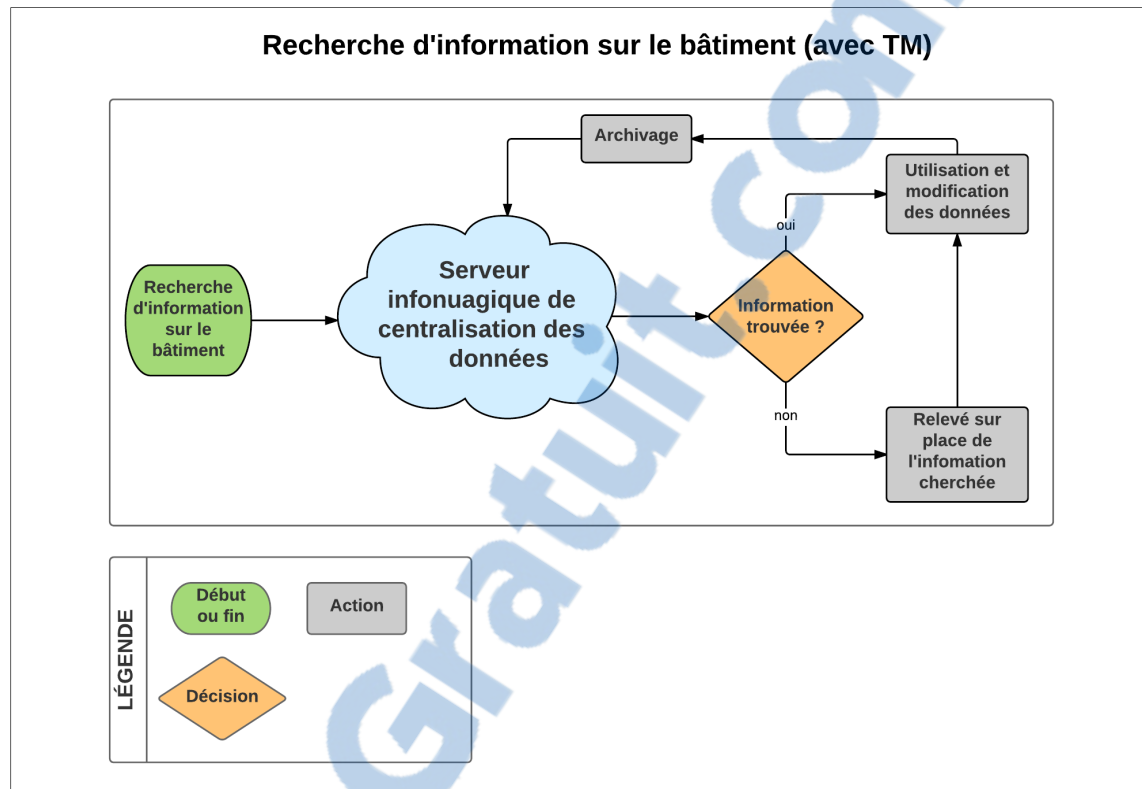 Recherche d'information sur le bâtiment (avec TM)
Archivage
Utilisation et
modification
des données
oui
Recherche
d'information
sur le
bâtiment
Serveur
infonuagique de
centralisation des
données
Information
trouvée ?
non
Relevé sur
place de
l'infomation
cherchée
LÉGENDE
Début
ou fin
Action
Décision
Gratuit.com